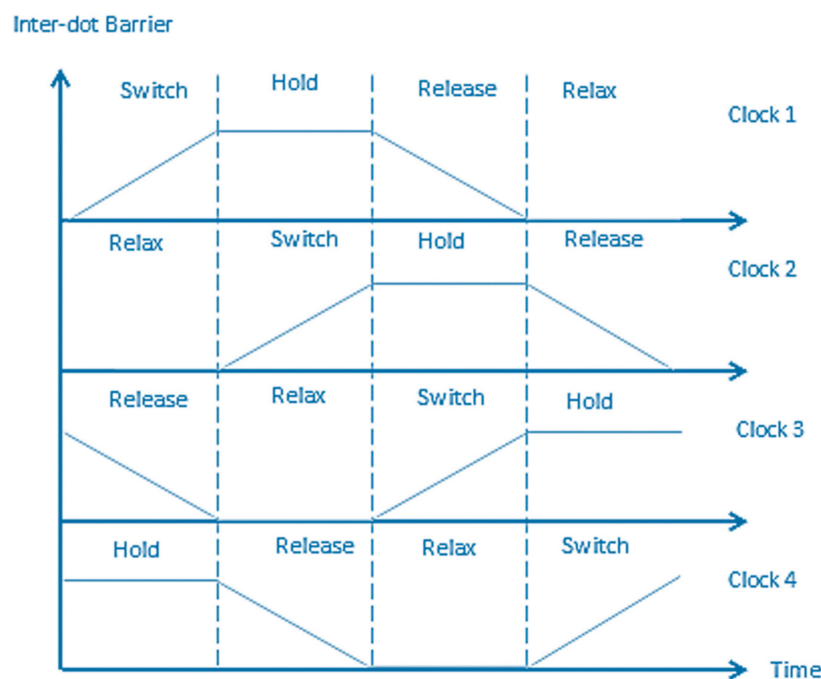 Inter-dot Barrier
Switch Hold Release Relax Clock 1
Relax Switch Hold Release Clock 2
Release Relax Switch Hold Clock 3
Hold Release Relax Switch Clock 4
Time